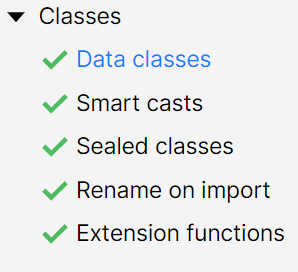 Classes
Data classes
Smart casts
Sealed classes
Rename on import
Extension functions